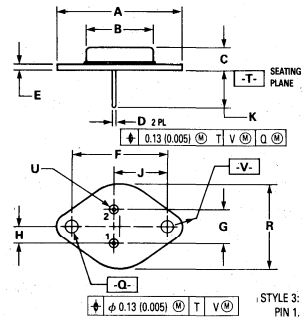 A
B
C
-T-
SEATING
PLANE
E
K
D 2 PL
⌖ 0.13 (0.005) Ⓜ T V Ⓜ Q Ⓜ
F
J
-V-
U
2
H
1
G
R
-Q-
⌖ ϕ 0.13 (0.005) Ⓜ T V Ⓜ
STYLE 3:
PIN 1.